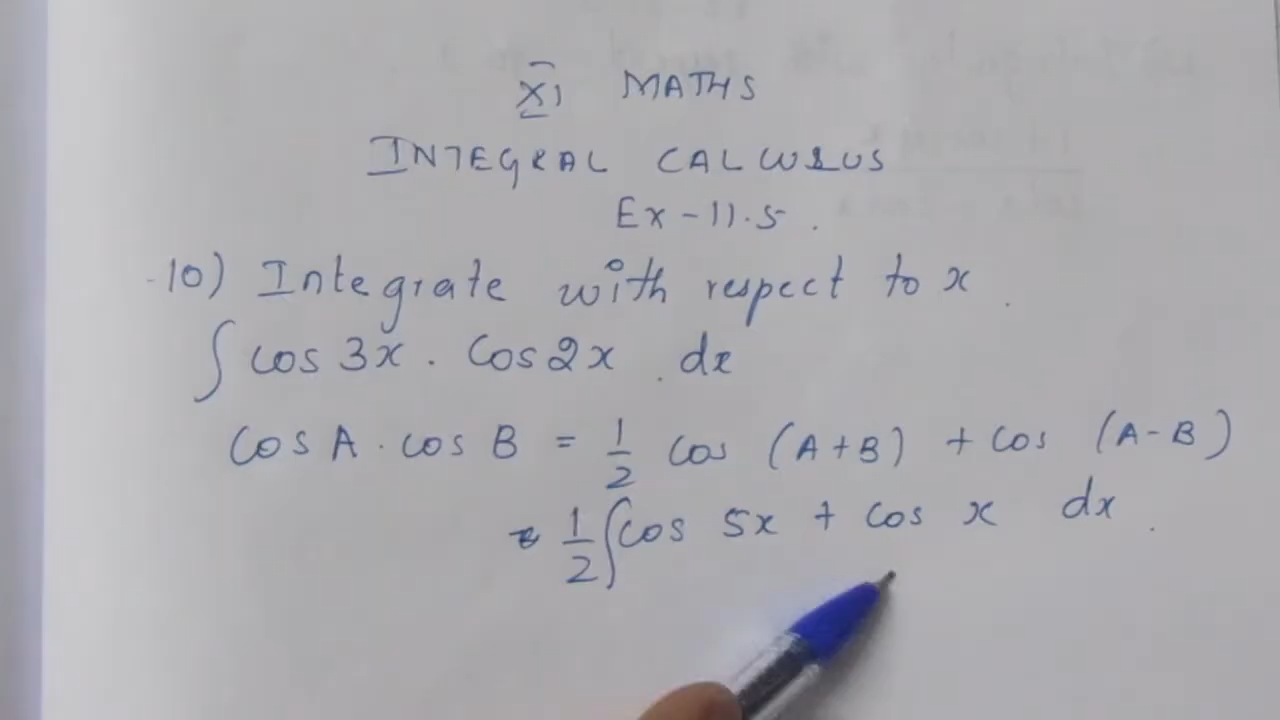 XI MATHS
INTEGRAL CALCULUS
Ex-11.5.
10) Integrate with respect to x.
∫ cos 3x . cos 2x . dx
cos A . cos B = 1/2 cos (A+B) + cos (A-B)
= 1/2 ∫ cos 5x + cos x dx.